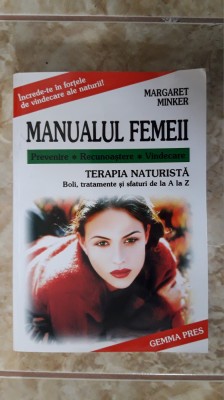 Încrede-te în forțele
de vindecare ale naturii!
MARGARET
MINKER
MANUALUL FEMEII
Prevenire • Recunoaștere • Vindecare
TERAPIA NATURISTĂ
Boli, tratamente și sfaturi de la A la Z
GEMMA PRES